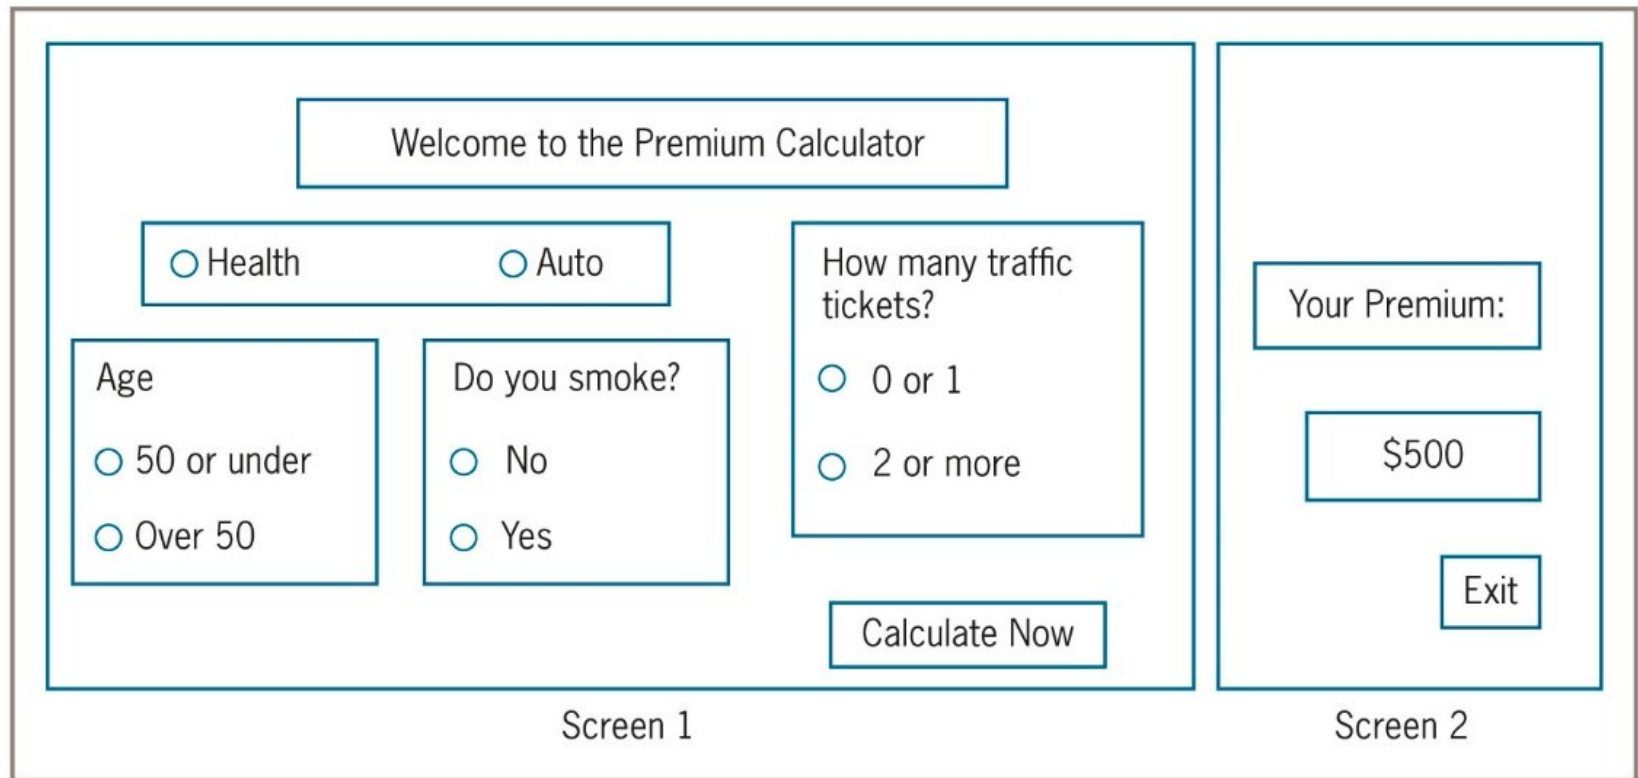 Welcome to the Premium Calculator
Health
Auto
Age
50 or under
Over 50
Do you smoke?
No
Yes
How many traffic
tickets?
0 or 1
2 or more
Calculate Now
Screen 1
Your Premium:
$500
Exit
Screen 2